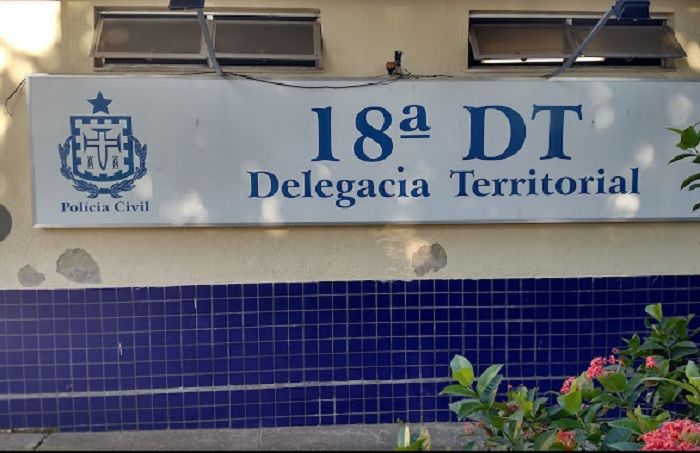 18ª DT
Delegacia Territorial
Polícia Civil